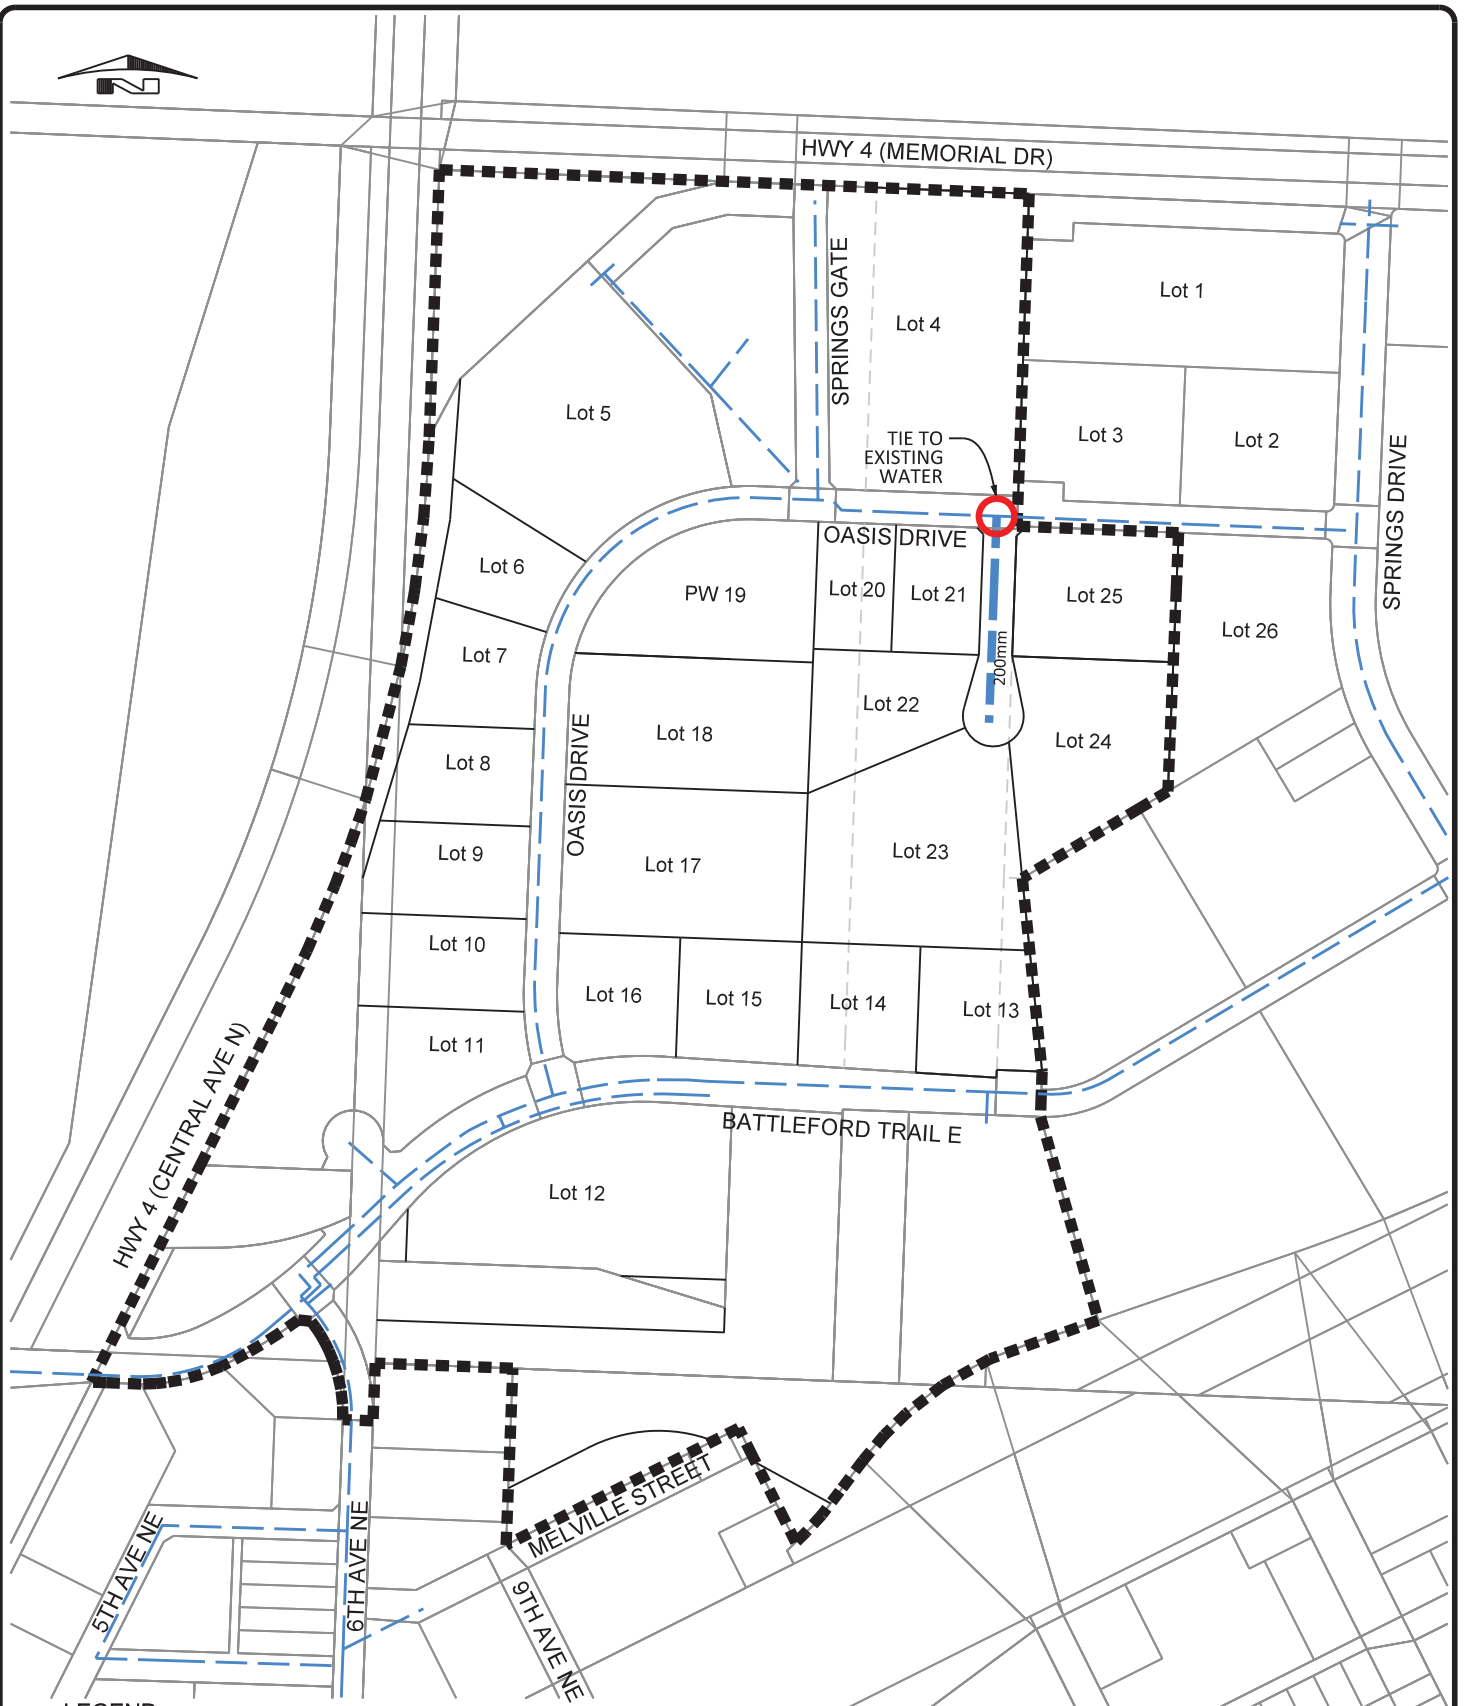 N
HWY 4 (MEMORIAL DR)
Lot 1
SPRINGS GATE
Lot 4
Lot 5
TIE TO
EXISTING
WATER
Lot 3
Lot 2
SPRINGS DRIVE
OASIS DRIVE
Lot 6
PW 19
Lot 20
Lot 21
Lot 25
Lot 26
Lot 7
200mm
Lot 22
Lot 18
Lot 24
Lot 8
OASIS DRIVE
Lot 9
Lot 17
Lot 23
Lot 10
Lot 16
Lot 15
Lot 14
Lot 13
Lot 11
HWY 4 (CENTRAL AVE N)
BATTLEFORD TRAIL E
Lot 12
MELVILLE STREET
5TH AVE NE
6TH AVE NE
9TH AVE NE
LEGEND